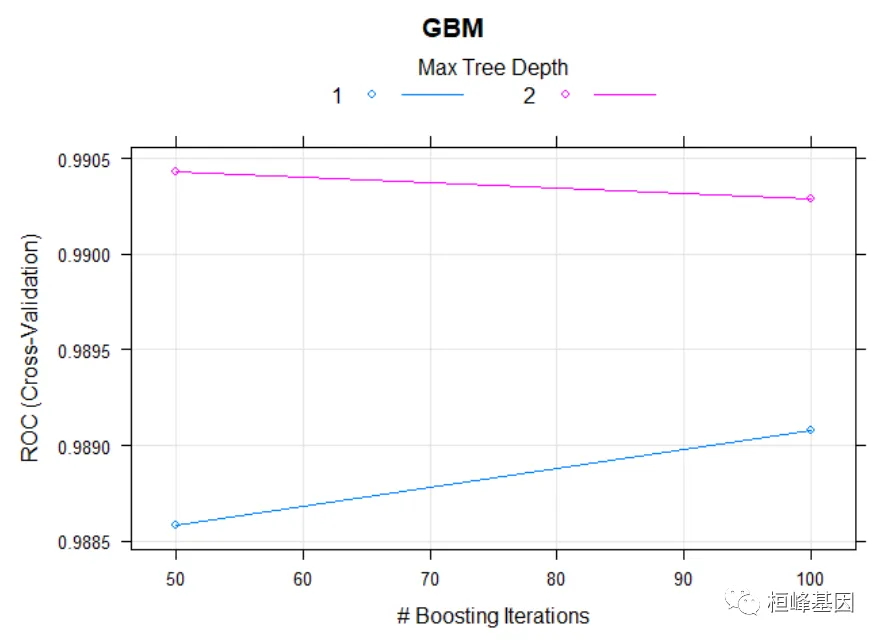 GBM
Max Tree Depth
1 2
0.9905
0.9900
0.9895
0.9890
0.9885
ROC (Cross-Validation)
50 60 70 80 90 100
# Boosting Iterations
桓峰基因